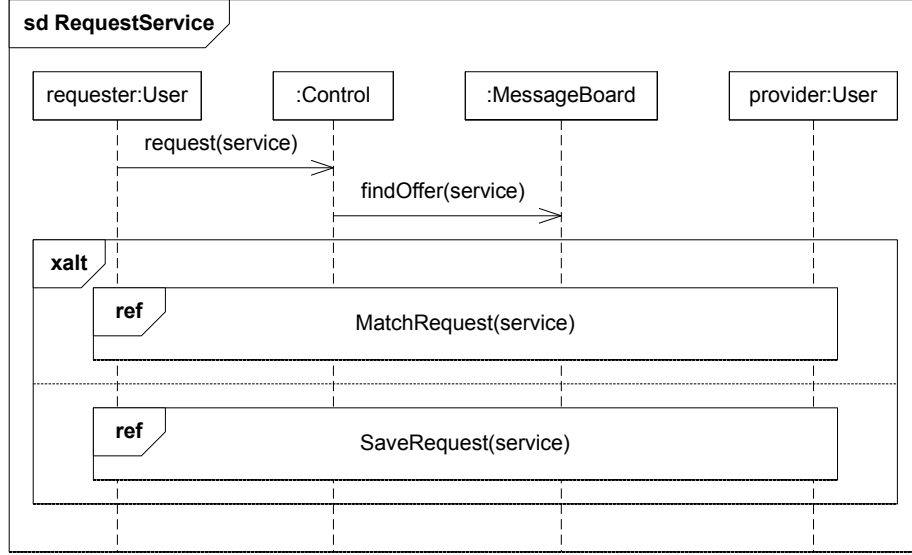 sd RequestService
requester:User
:Control
:MessageBoard
provider:User
request(service)
findOffer(service)
xalt
ref
MatchRequest(service)
ref
SaveRequest(service)